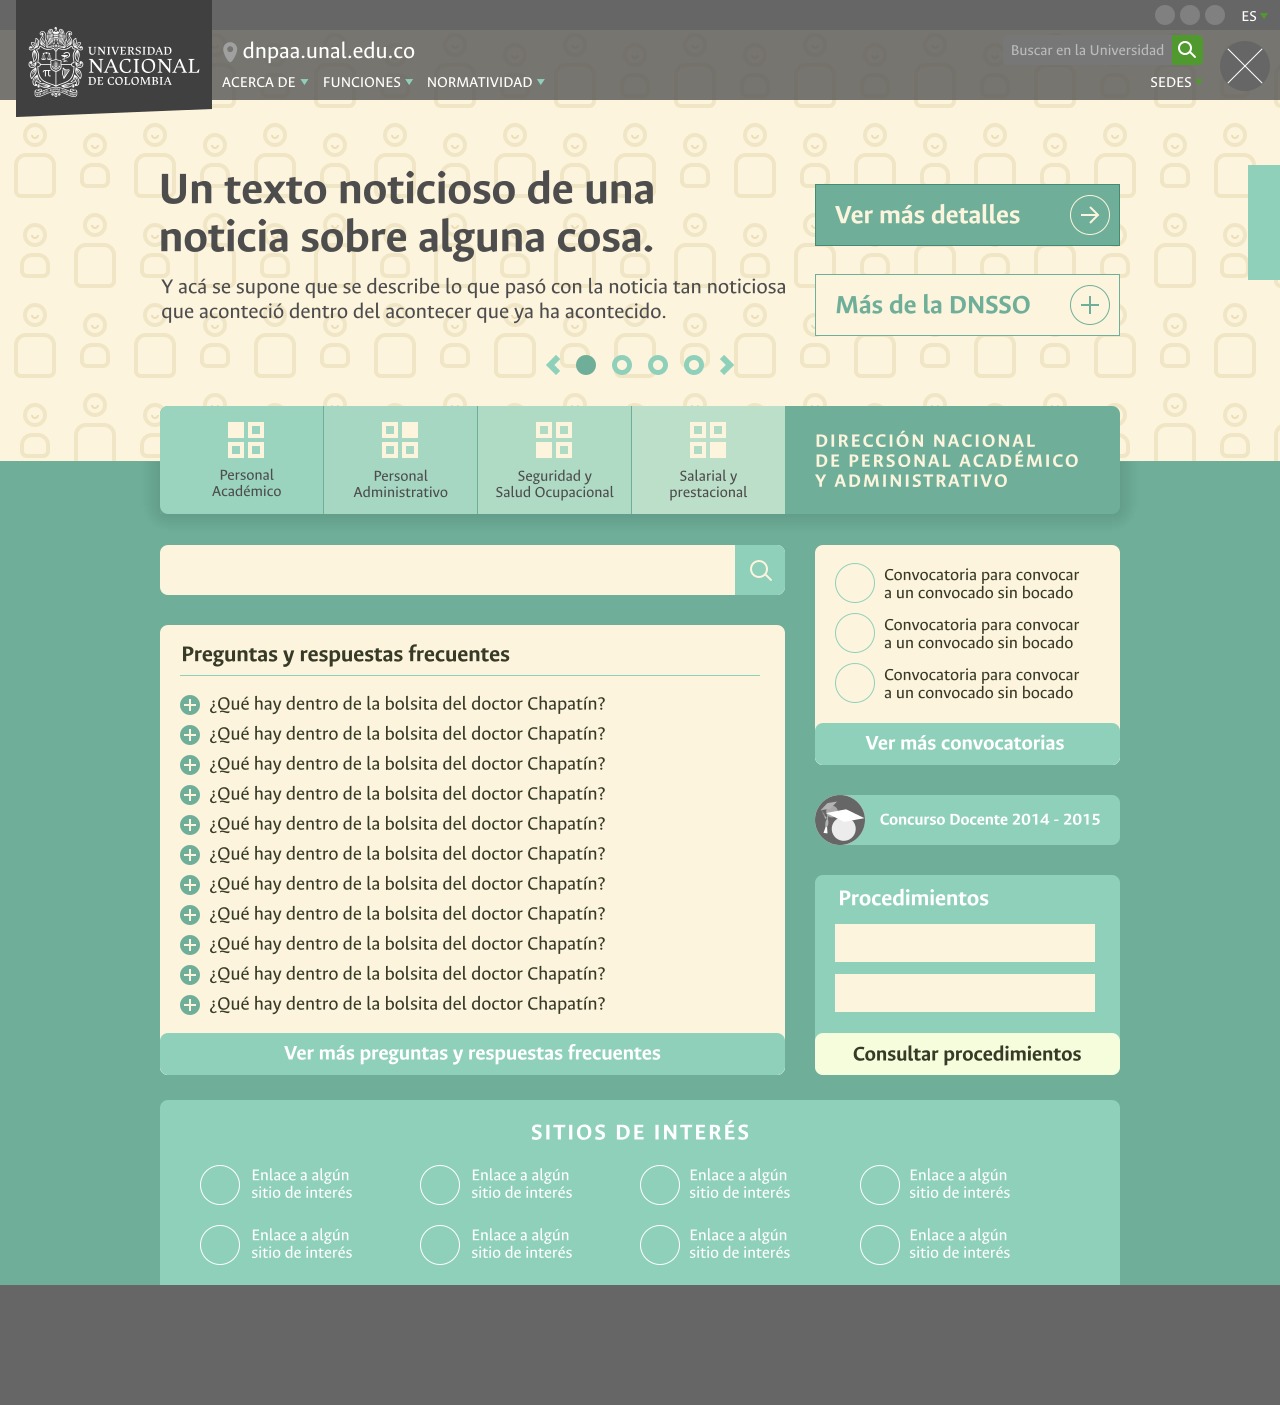 ES
UNIVERSIDAD
NACIONAL
DE COLOMBIA
dnpaa.unal.edu.co
Buscar en la Universidad
ACERCA DE
FUNCIONES
NORMATIVIDAD
SEDES
Un texto noticioso de una
noticia sobre alguna cosa.
Y acá se supone que se describe lo que pasó con la noticia tan noticiosa
que aconteció dentro del acontecer que ya ha acontecido.
Ver más detalles
Más de la DNSSO
Personal
Académico
Personal
Administrativo
Seguridad y
Salud Ocupacional
Salarial y
prestacional
DIRECCIÓN NACIONAL
DE PERSONAL ACADÉMICO
Y ADMINISTRATIVO
Preguntas y respuestas frecuentes
¿Qué hay dentro de la bolsita del doctor Chapatín?
¿Qué hay dentro de la bolsita del doctor Chapatín?
¿Qué hay dentro de la bolsita del doctor Chapatín?
¿Qué hay dentro de la bolsita del doctor Chapatín?
¿Qué hay dentro de la bolsita del doctor Chapatín?
¿Qué hay dentro de la bolsita del doctor Chapatín?
¿Qué hay dentro de la bolsita del doctor Chapatín?
¿Qué hay dentro de la bolsita del doctor Chapatín?
¿Qué hay dentro de la bolsita del doctor Chapatín?
¿Qué hay dentro de la bolsita del doctor Chapatín?
¿Qué hay dentro de la bolsita del doctor Chapatín?
Ver más preguntas y respuestas frecuentes
Convocatoria para convocar
a un convocado sin bocado
Convocatoria para convocar
a un convocado sin bocado
Convocatoria para convocar
a un convocado sin bocado
Ver más convocatorias
Concurso Docente 2014 - 2015
Procedimientos
Consultar procedimientos
SITIOS DE INTERÉS
Enlace a algún
sitio de interés
Enlace a algún
sitio de interés
Enlace a algún
sitio de interés
Enlace a algún
sitio de interés
Enlace a algún
sitio de interés
Enlace a algún
sitio de interés
Enlace a algún
sitio de interés
Enlace a algún
sitio de interés